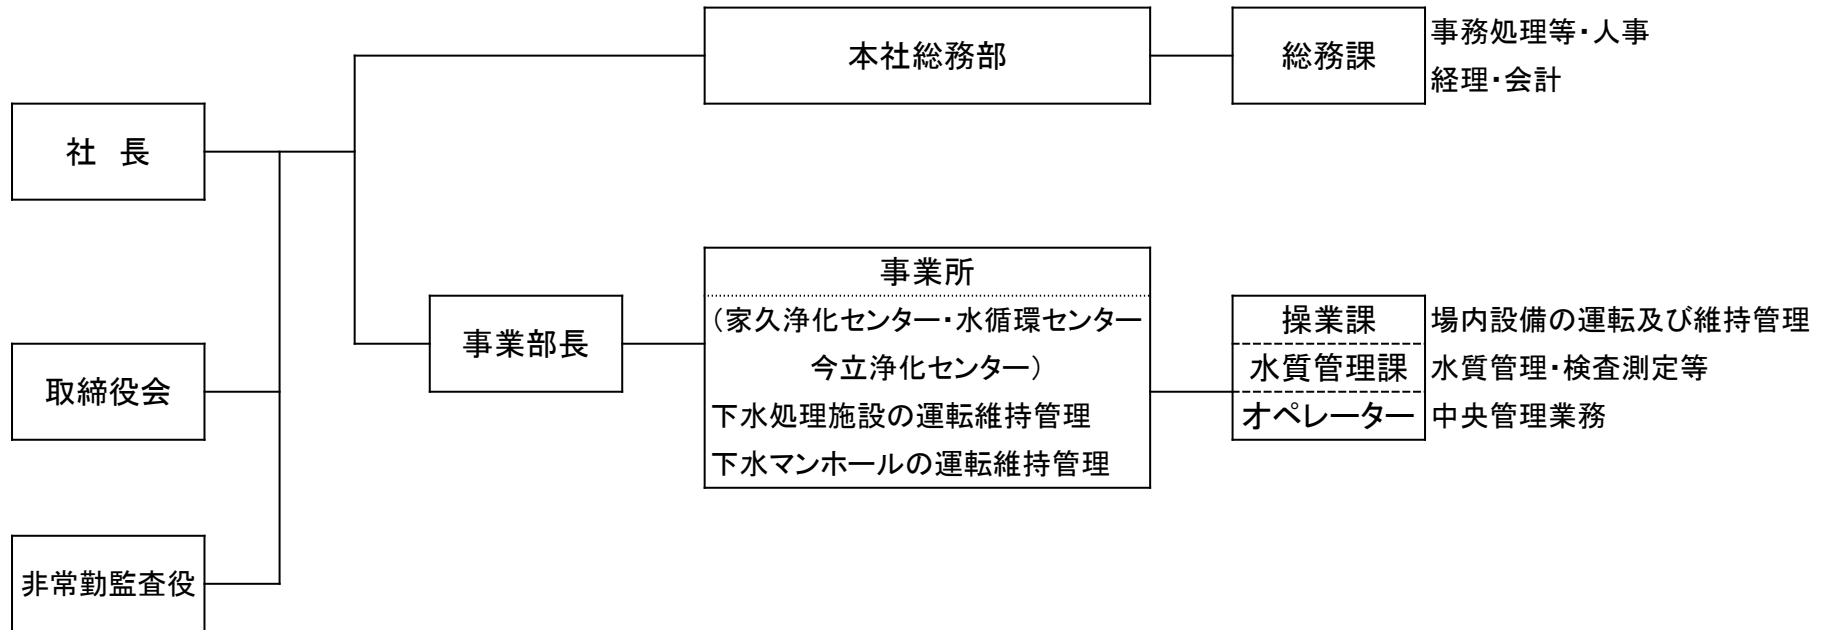 本社総務部
総務課
事務処理等・人事
経理・会計
社 長
事業部長
事業所
（家久浄化センター・水循環センター
今立浄化センター）
下水処理施設の運転維持管理
下水マンホールの運転維持管理
操業課
場内設備の運転及び維持管理
水質管理課
水質管理・検査測定等
オペレーター
中央管理業務
取締役会
非常勤監査役